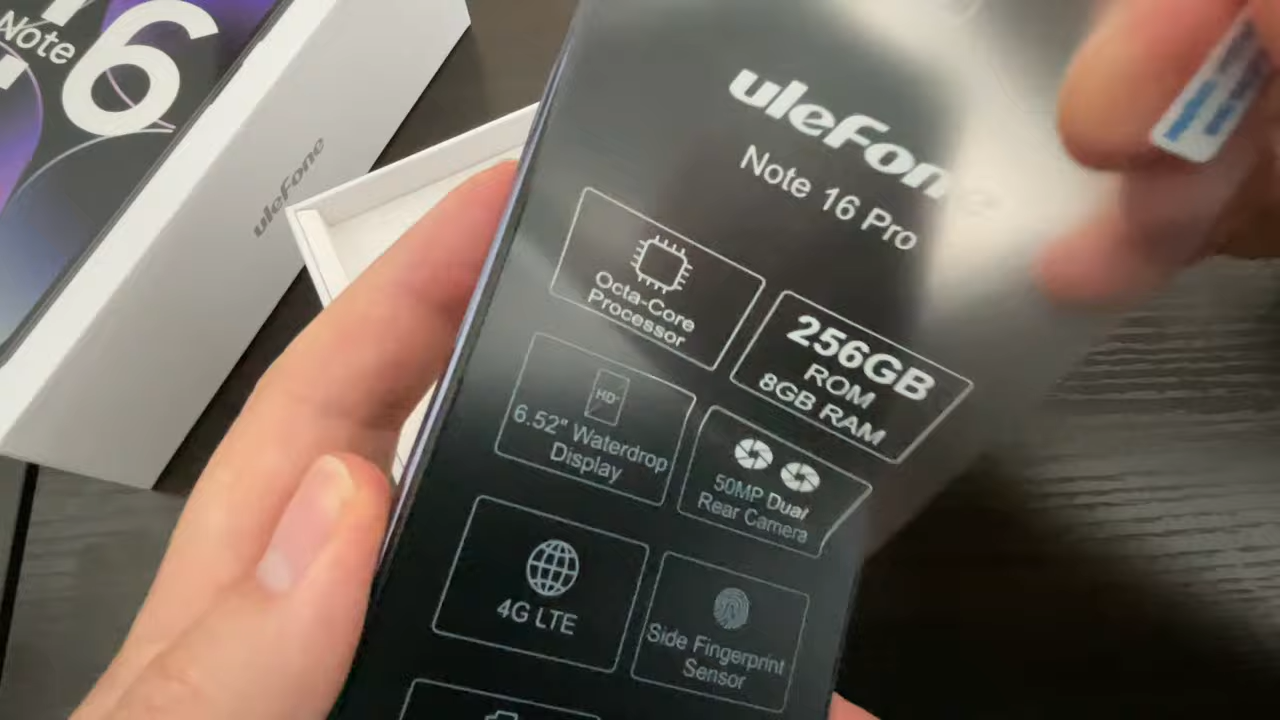 Note
6
ulefone
ulefone
Note 16 Pro
Octa-Core
Processor
256GB
ROM
8GB RAM
HD+
6.52" Waterdrop
Display
50MP Dual
Rear Camera
4G LTE
Side Fingerprint
Sensor